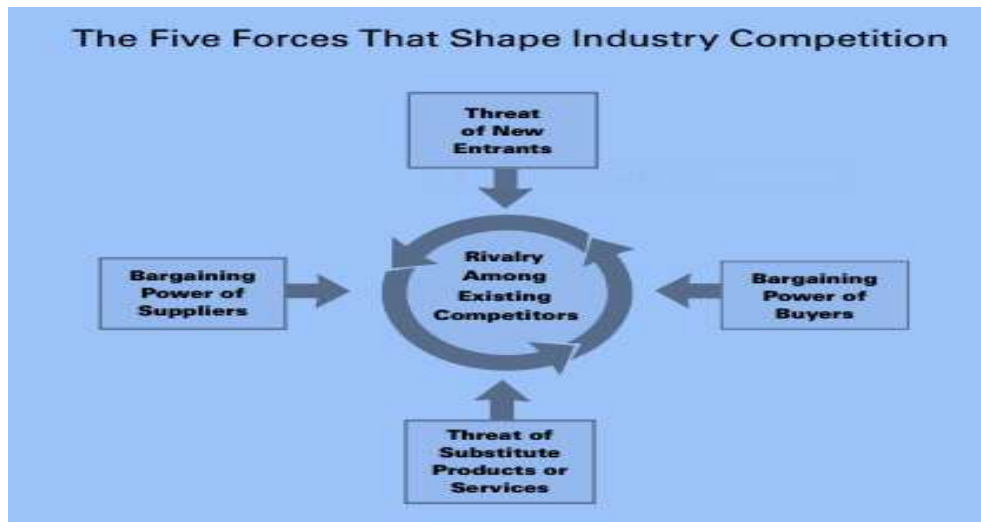 The Five Forces That Shape Industry Competition
Threat
of New
Entrants
Bargaining
Power of
Suppliers
Rivalry
Among
Existing
Competitors
Bargaining
Power of
Buyers
Threat of
Substitute
Products or
Services